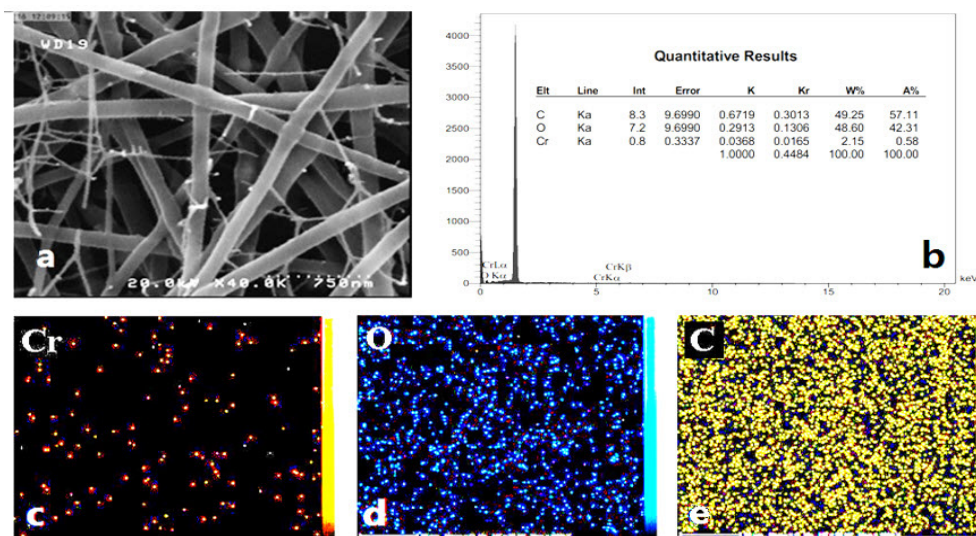 12:09:15
WD19
a
20.0kV X40.0K 750nm
Quantitative Results
Elt Line Int Error K Kr W% A%
C Ka 8.3 9.6990 0.6719 0.3013 49.25 57.11
O Ka 7.2 9.6990 0.2913 0.1306 48.60 42.31
Cr Ka 0.8 0.3337 0.0368 0.0165 2.15 0.58
1.0000 0.4484 100.00 100.00
4000
3500
3000
2500
2000
1500
1000
500
0
CrLα
O Kα
CrKβ
CrKα
b
0 5 10 15 20 keV
Cr
c
O
d
C
e